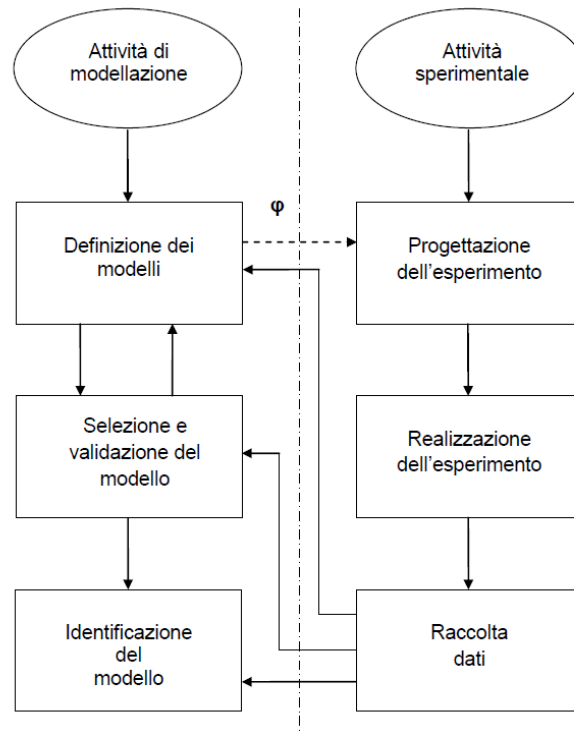 Attività di
modellazione
Attività
sperimentale
φ
Definizione dei
modelli
Progettazione
dell'esperimento
Selezione e
validazione del
modello
Realizzazione
dell'esperimento
Identificazione
del
modello
Raccolta
dati